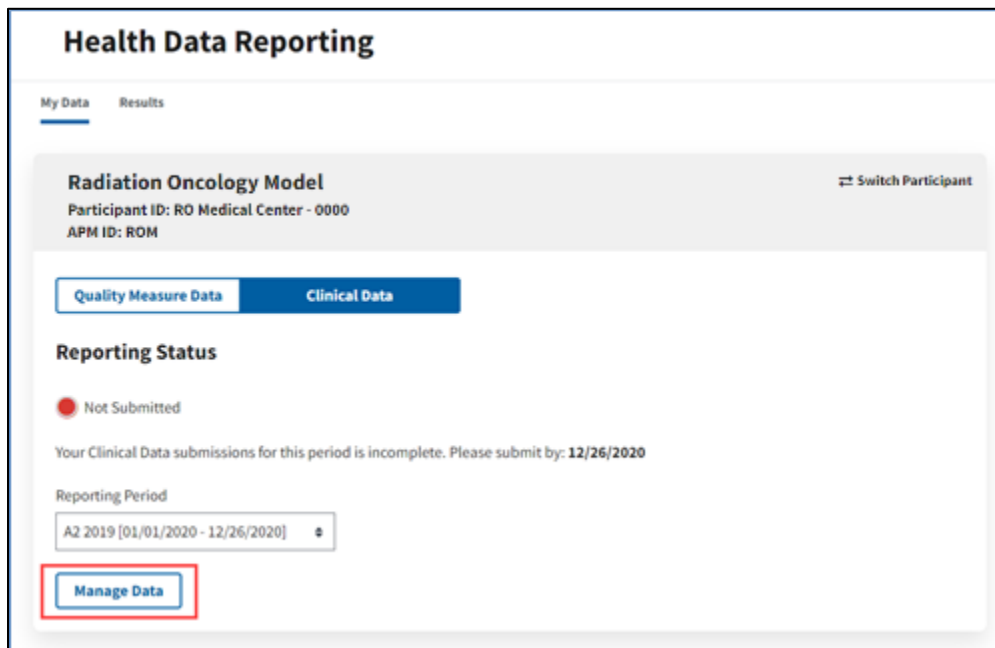 Health Data Reporting
My Data Results
Radiation Oncology Model
Switch Participant
Participant ID: RO Medical Center - 0000
APM ID: ROM
Quality Measure Data Clinical Data
Reporting Status
Not Submitted
Your Clinical Data submissions for this period is incomplete. Please submit by: 12/26/2020
Reporting Period
A2 2019 [01/01/2020 - 12/26/2020]
Manage Data